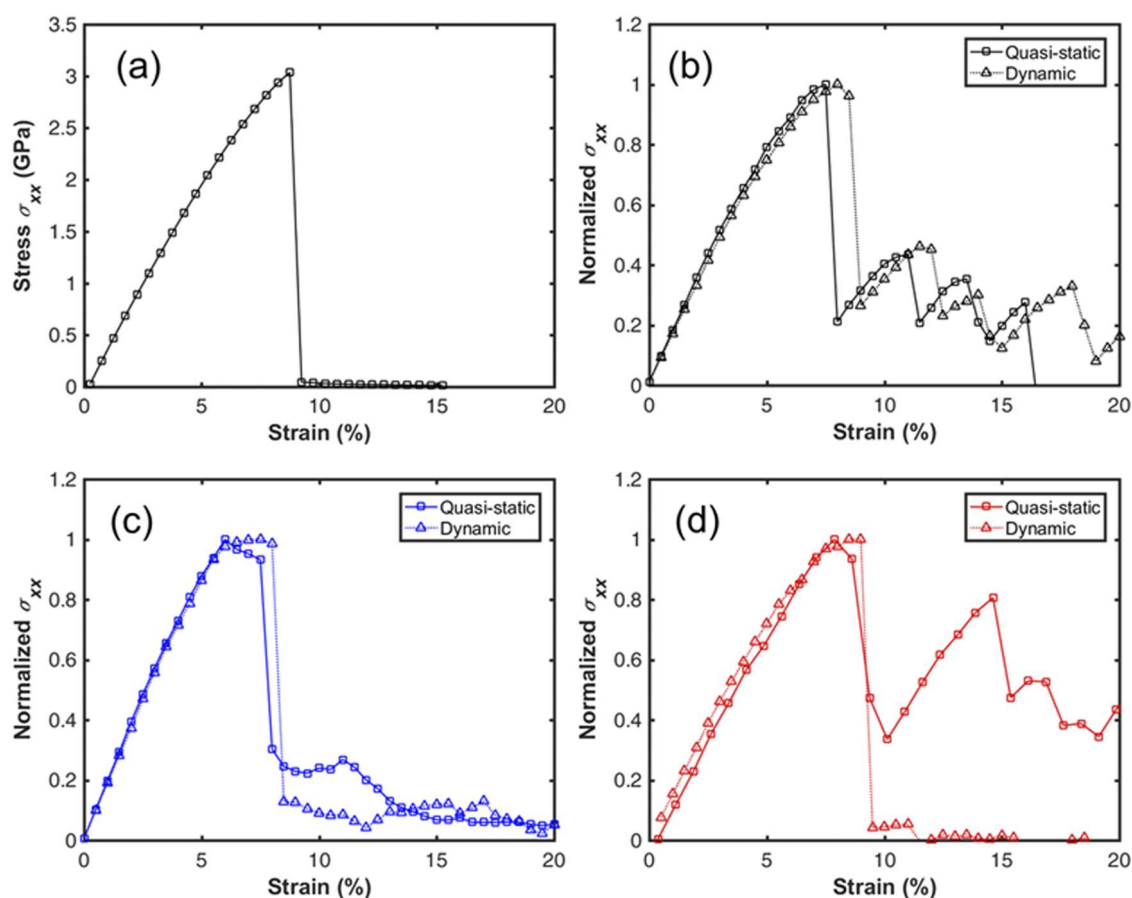 (a)
3.5
3
2.5
2
1.5
1
0.5
0
Stress σxx (GPa)
0 5 10 15 20
Strain (%)
(b)
Quasi-static
Dynamic
1.2
1
0.8
0.6
0.4
0.2
0
Normalized σxx
0 5 10 15 20
Strain (%)
(c)
Quasi-static
Dynamic
1.2
1
0.8
0.6
0.4
0.2
0
Normalized σxx
0 5 10 15 20
Strain (%)
(d)
Quasi-static
Dynamic
1.2
1
0.8
0.6
0.4
0.2
0
Normalized σxx
0 5 10 15 20
Strain (%)